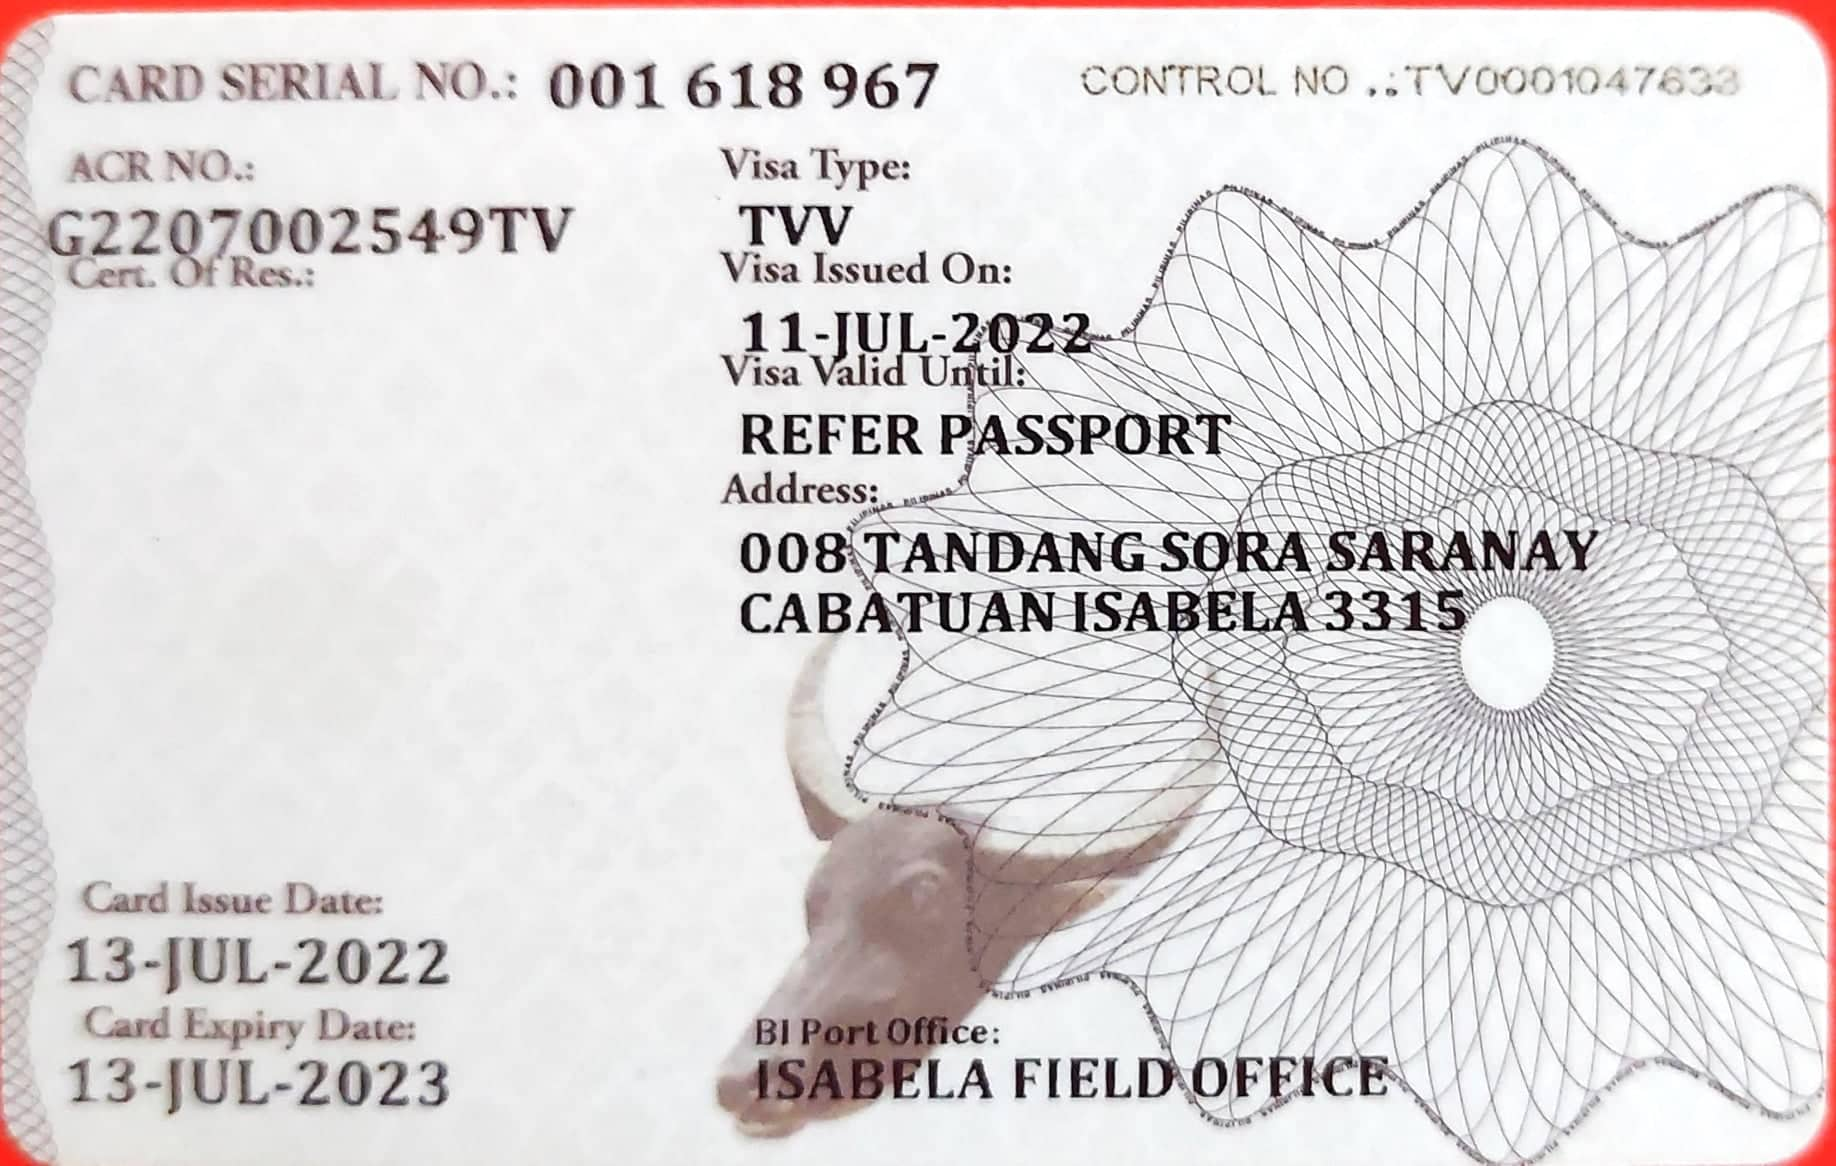 CARD SERIAL NO.: 001 618 967
CONTROL NO .:TV0001047633
ACR NO.:
G2207002549TV
Cert. Of Res.:
Visa Type:
TVV
Visa Issued On:
11-JUL-2022
Visa Valid Until:
REFER PASSPORT
Address:
008 TANDANG SORA SARANAY
CABATUAN ISABELA 3315
Card Issue Date:
13-JUL-2022
Card Expiry Date:
13-JUL-2023
BI Port Office:
ISABELA FIELD OFFICE
PILIPINAS